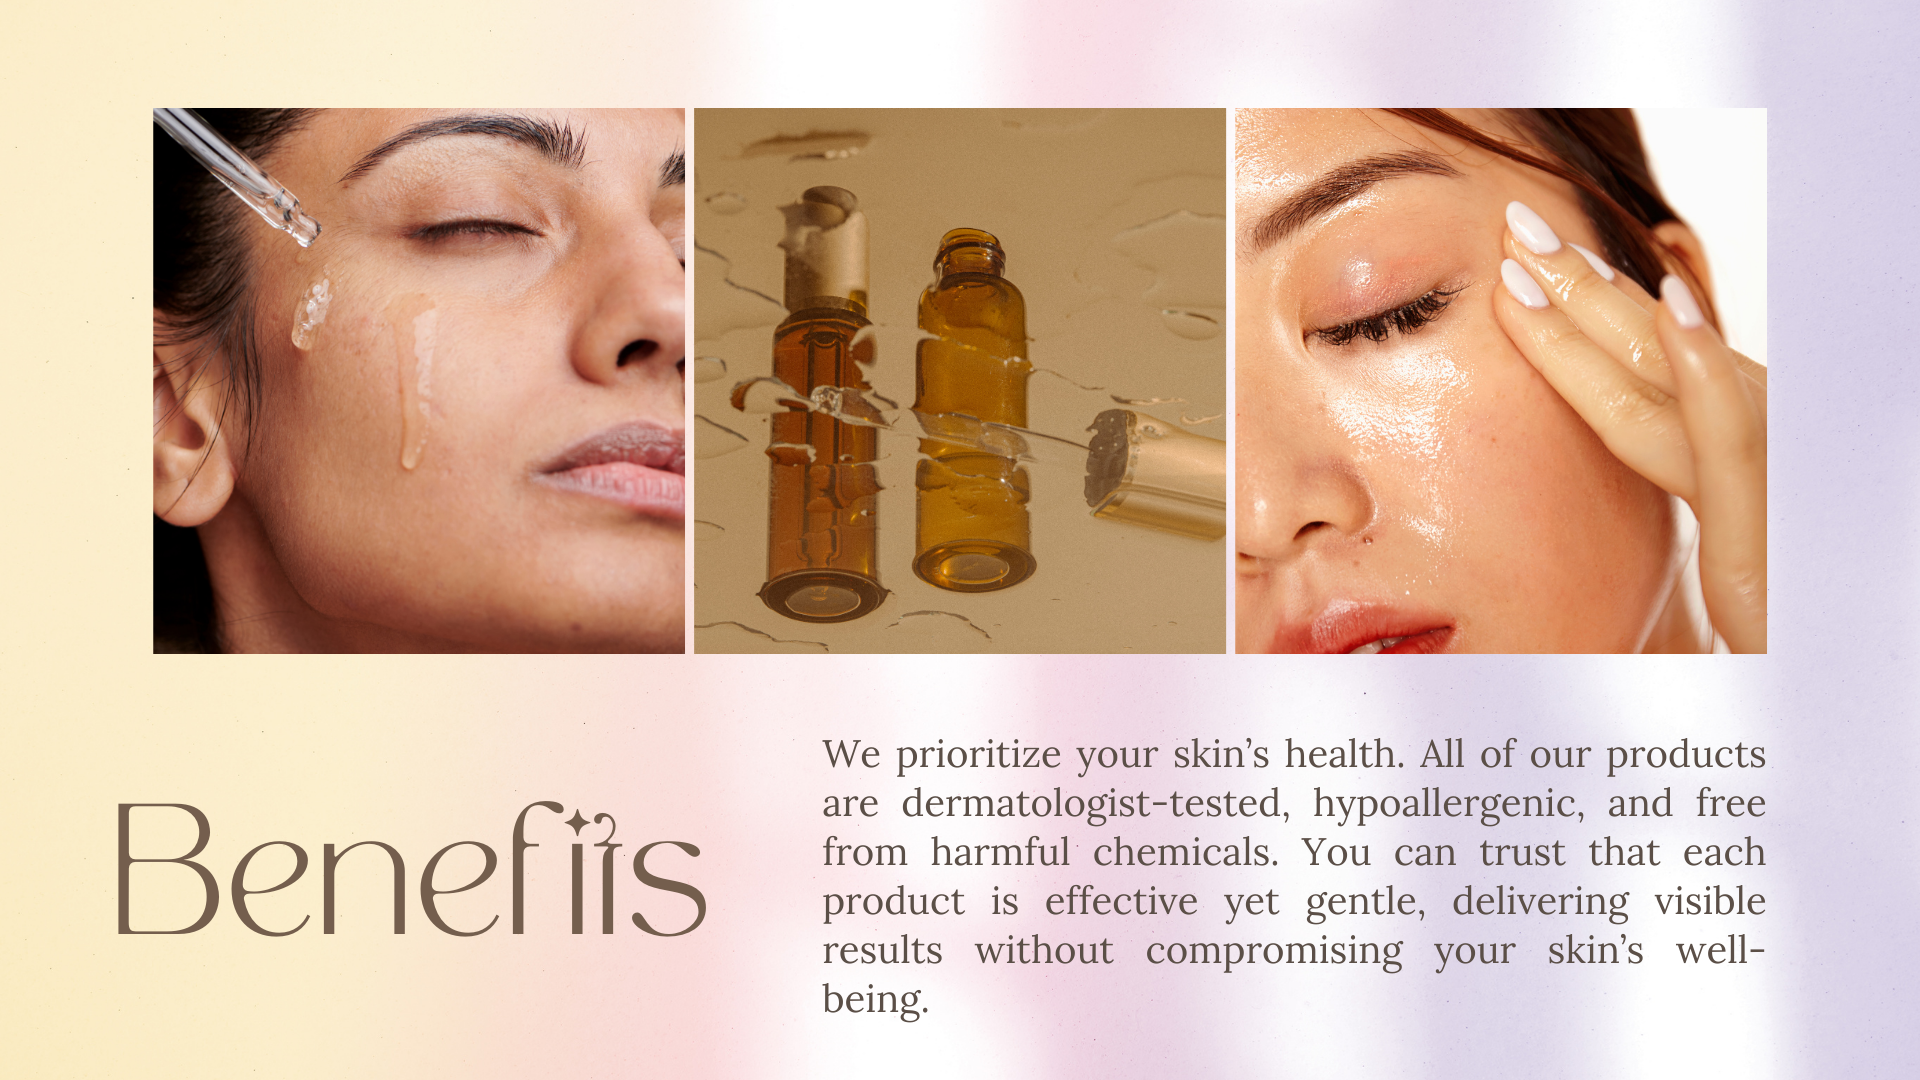 Benefits
We prioritize your skin’s health. All of our products
are dermatologist-tested, hypoallergenic, and free
from harmful chemicals. You can trust that each
product is effective yet gentle, delivering visible
results without compromising your skin’s well-
being.